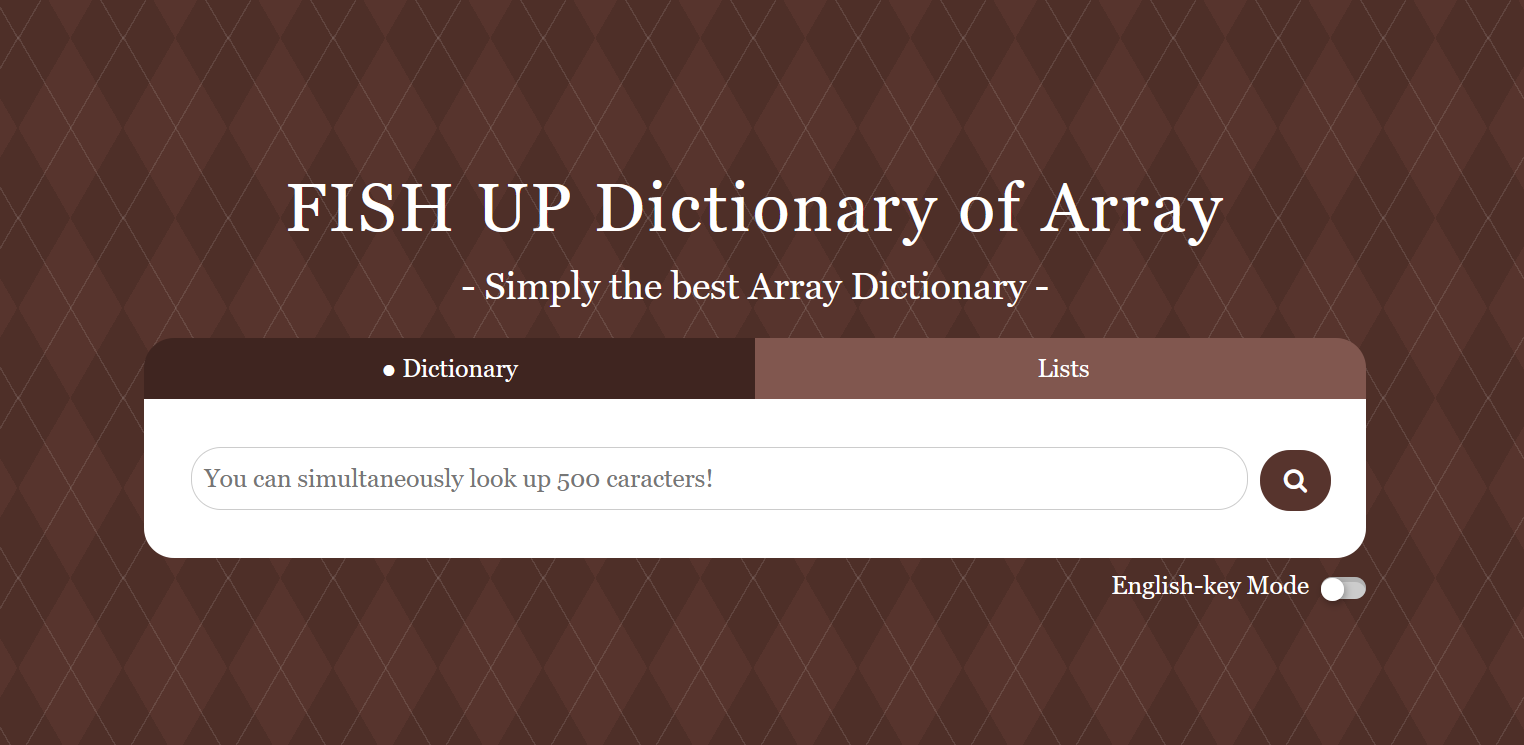 FISH UP Dictionary of Array
- Simply the best Array Dictionary -
● Dictionary
Lists
You can simultaneously look up 500 caracters!
English-key Mode